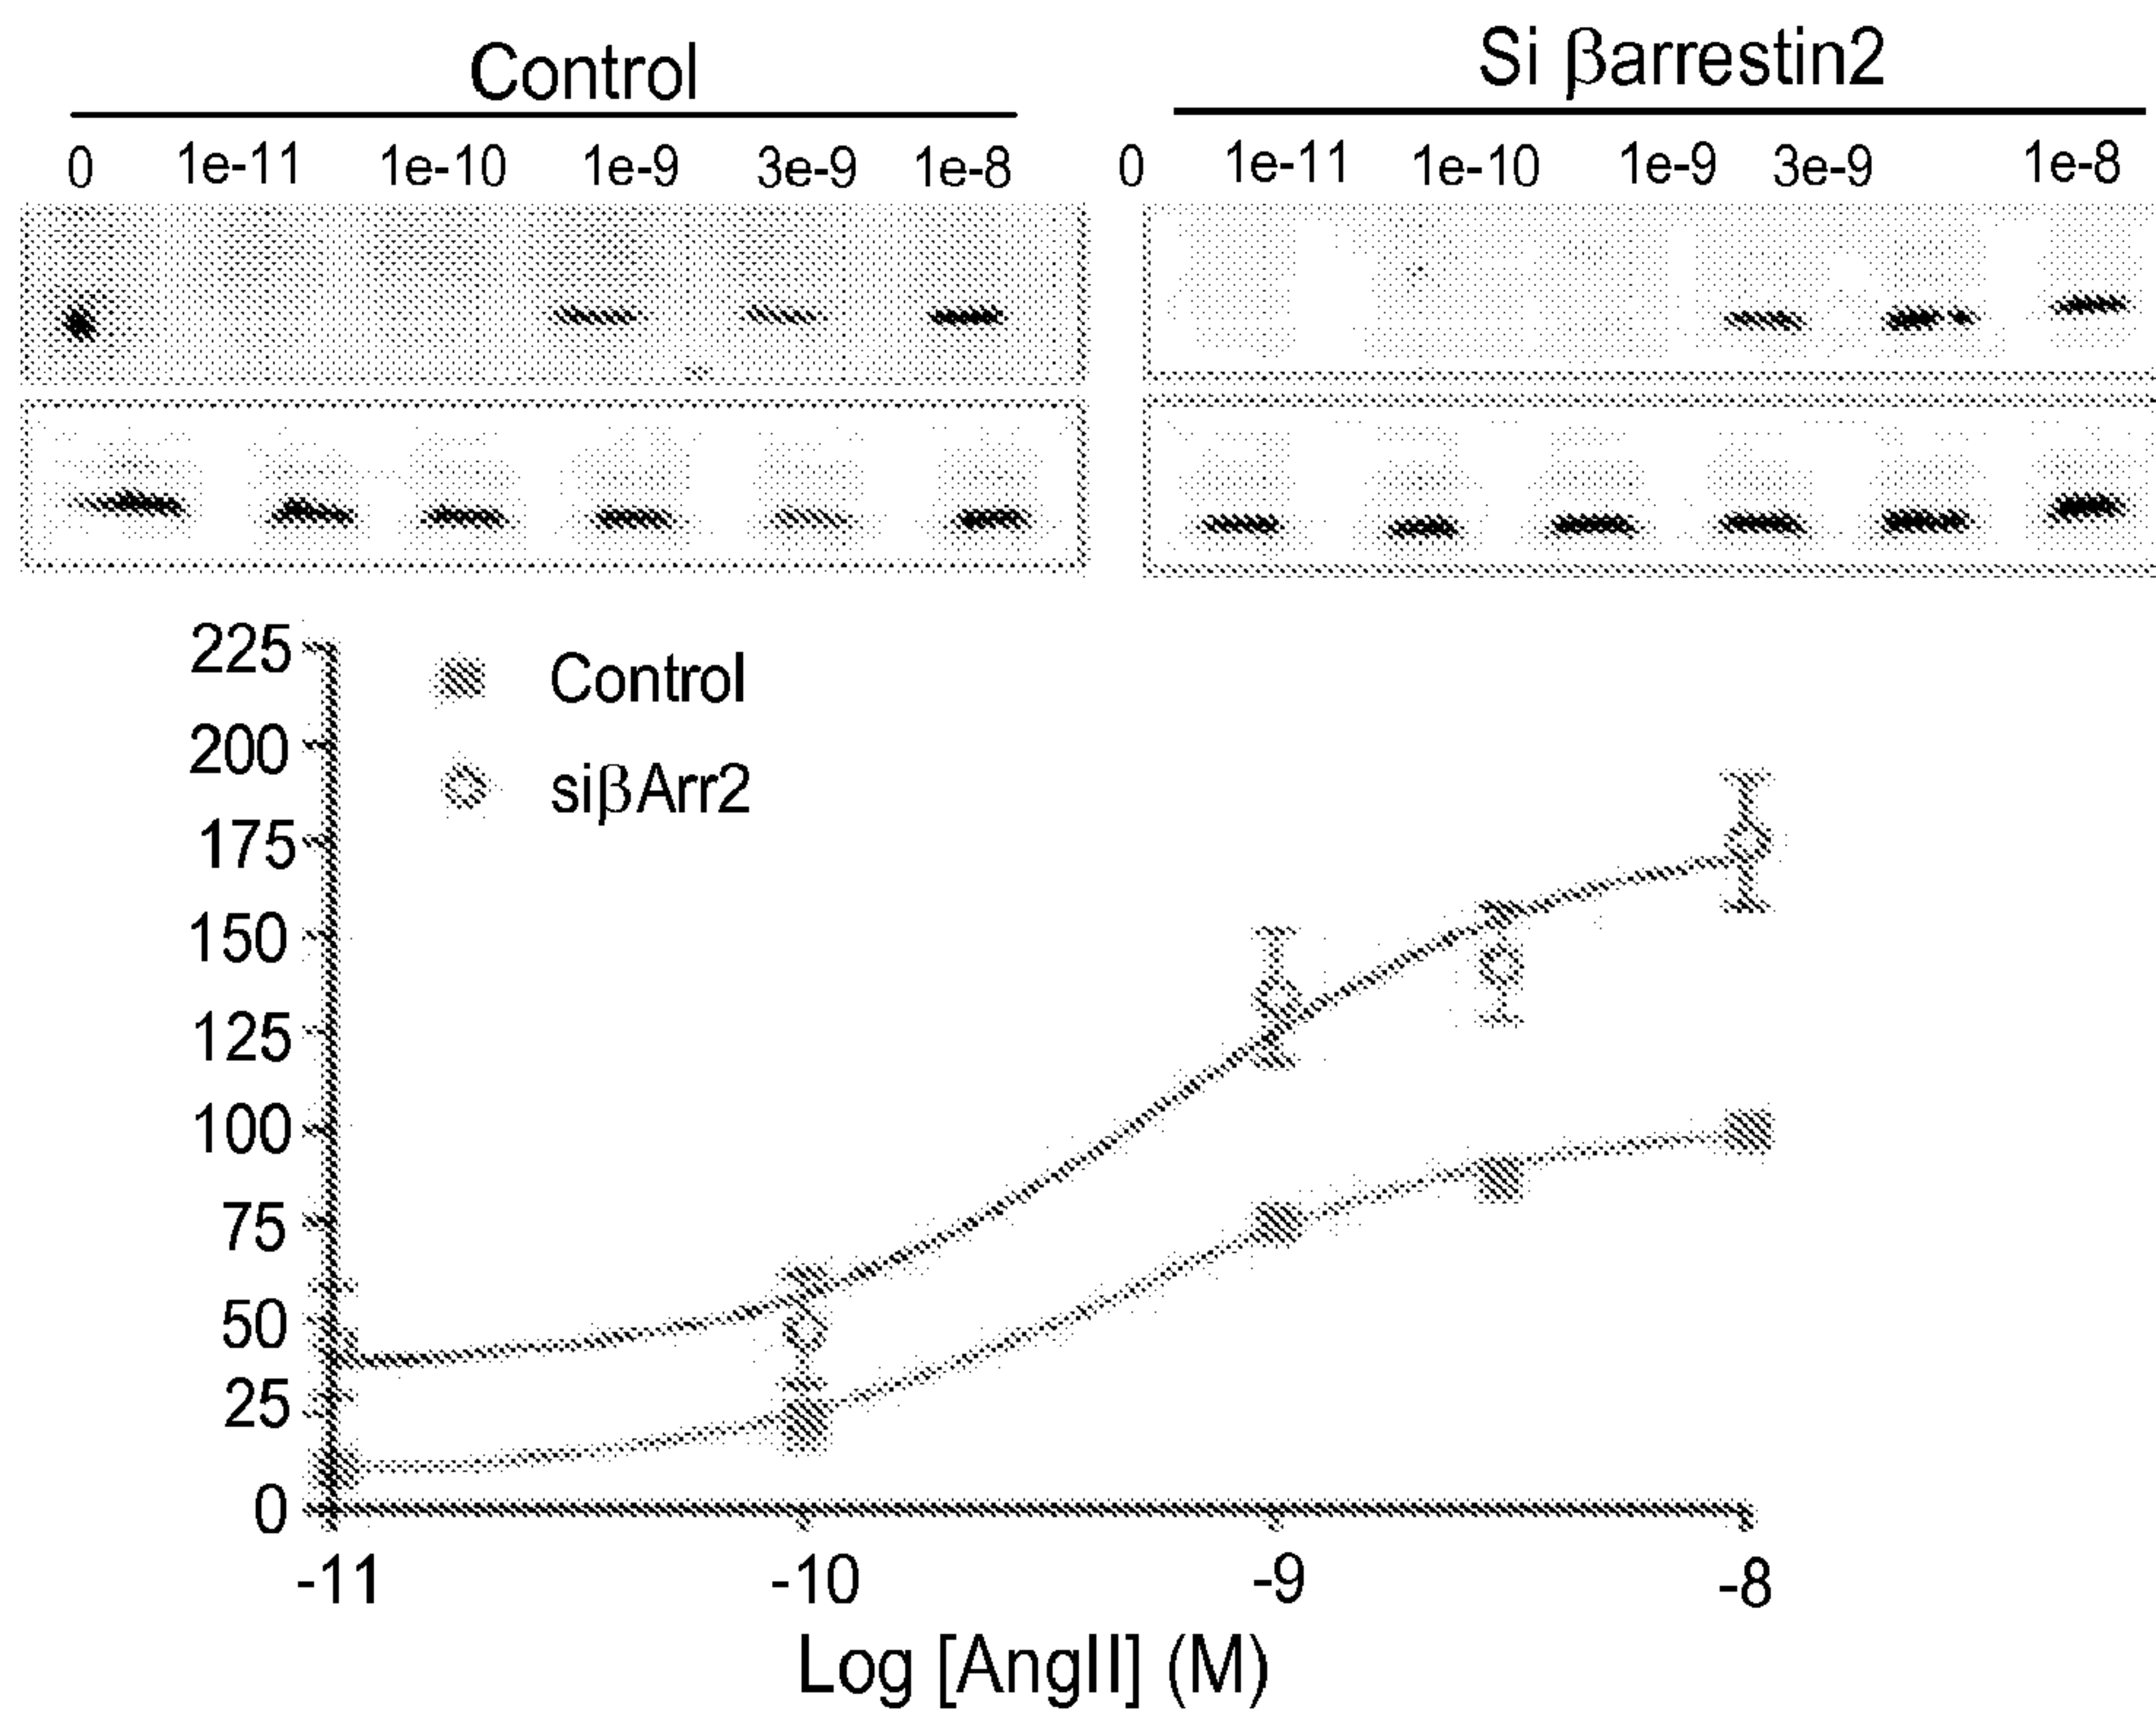 Control
Si βarrestin2
0 1e-11 1e-10 1e-9 3e-9 1e-8
0 1e-11 1e-10 1e-9 3e-9 1e-8
225
200
175
150
125
100
75
50
25
0
Control
siβArr2
-11 -10 -9 -8
Log [AngII] (M)